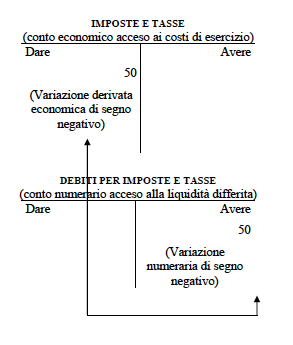 IMPOSTE E TASSE
(conto economico acceso ai costi di esercizio)
Dare Avere
50
(Variazione derivata
economica di segno
negativo)
DEBITI PER IMPOSTE E TASSE
(conto numerario acceso alla liquidità differita)
Dare Avere
50
(Variazione
numeraria di segno
negativo)